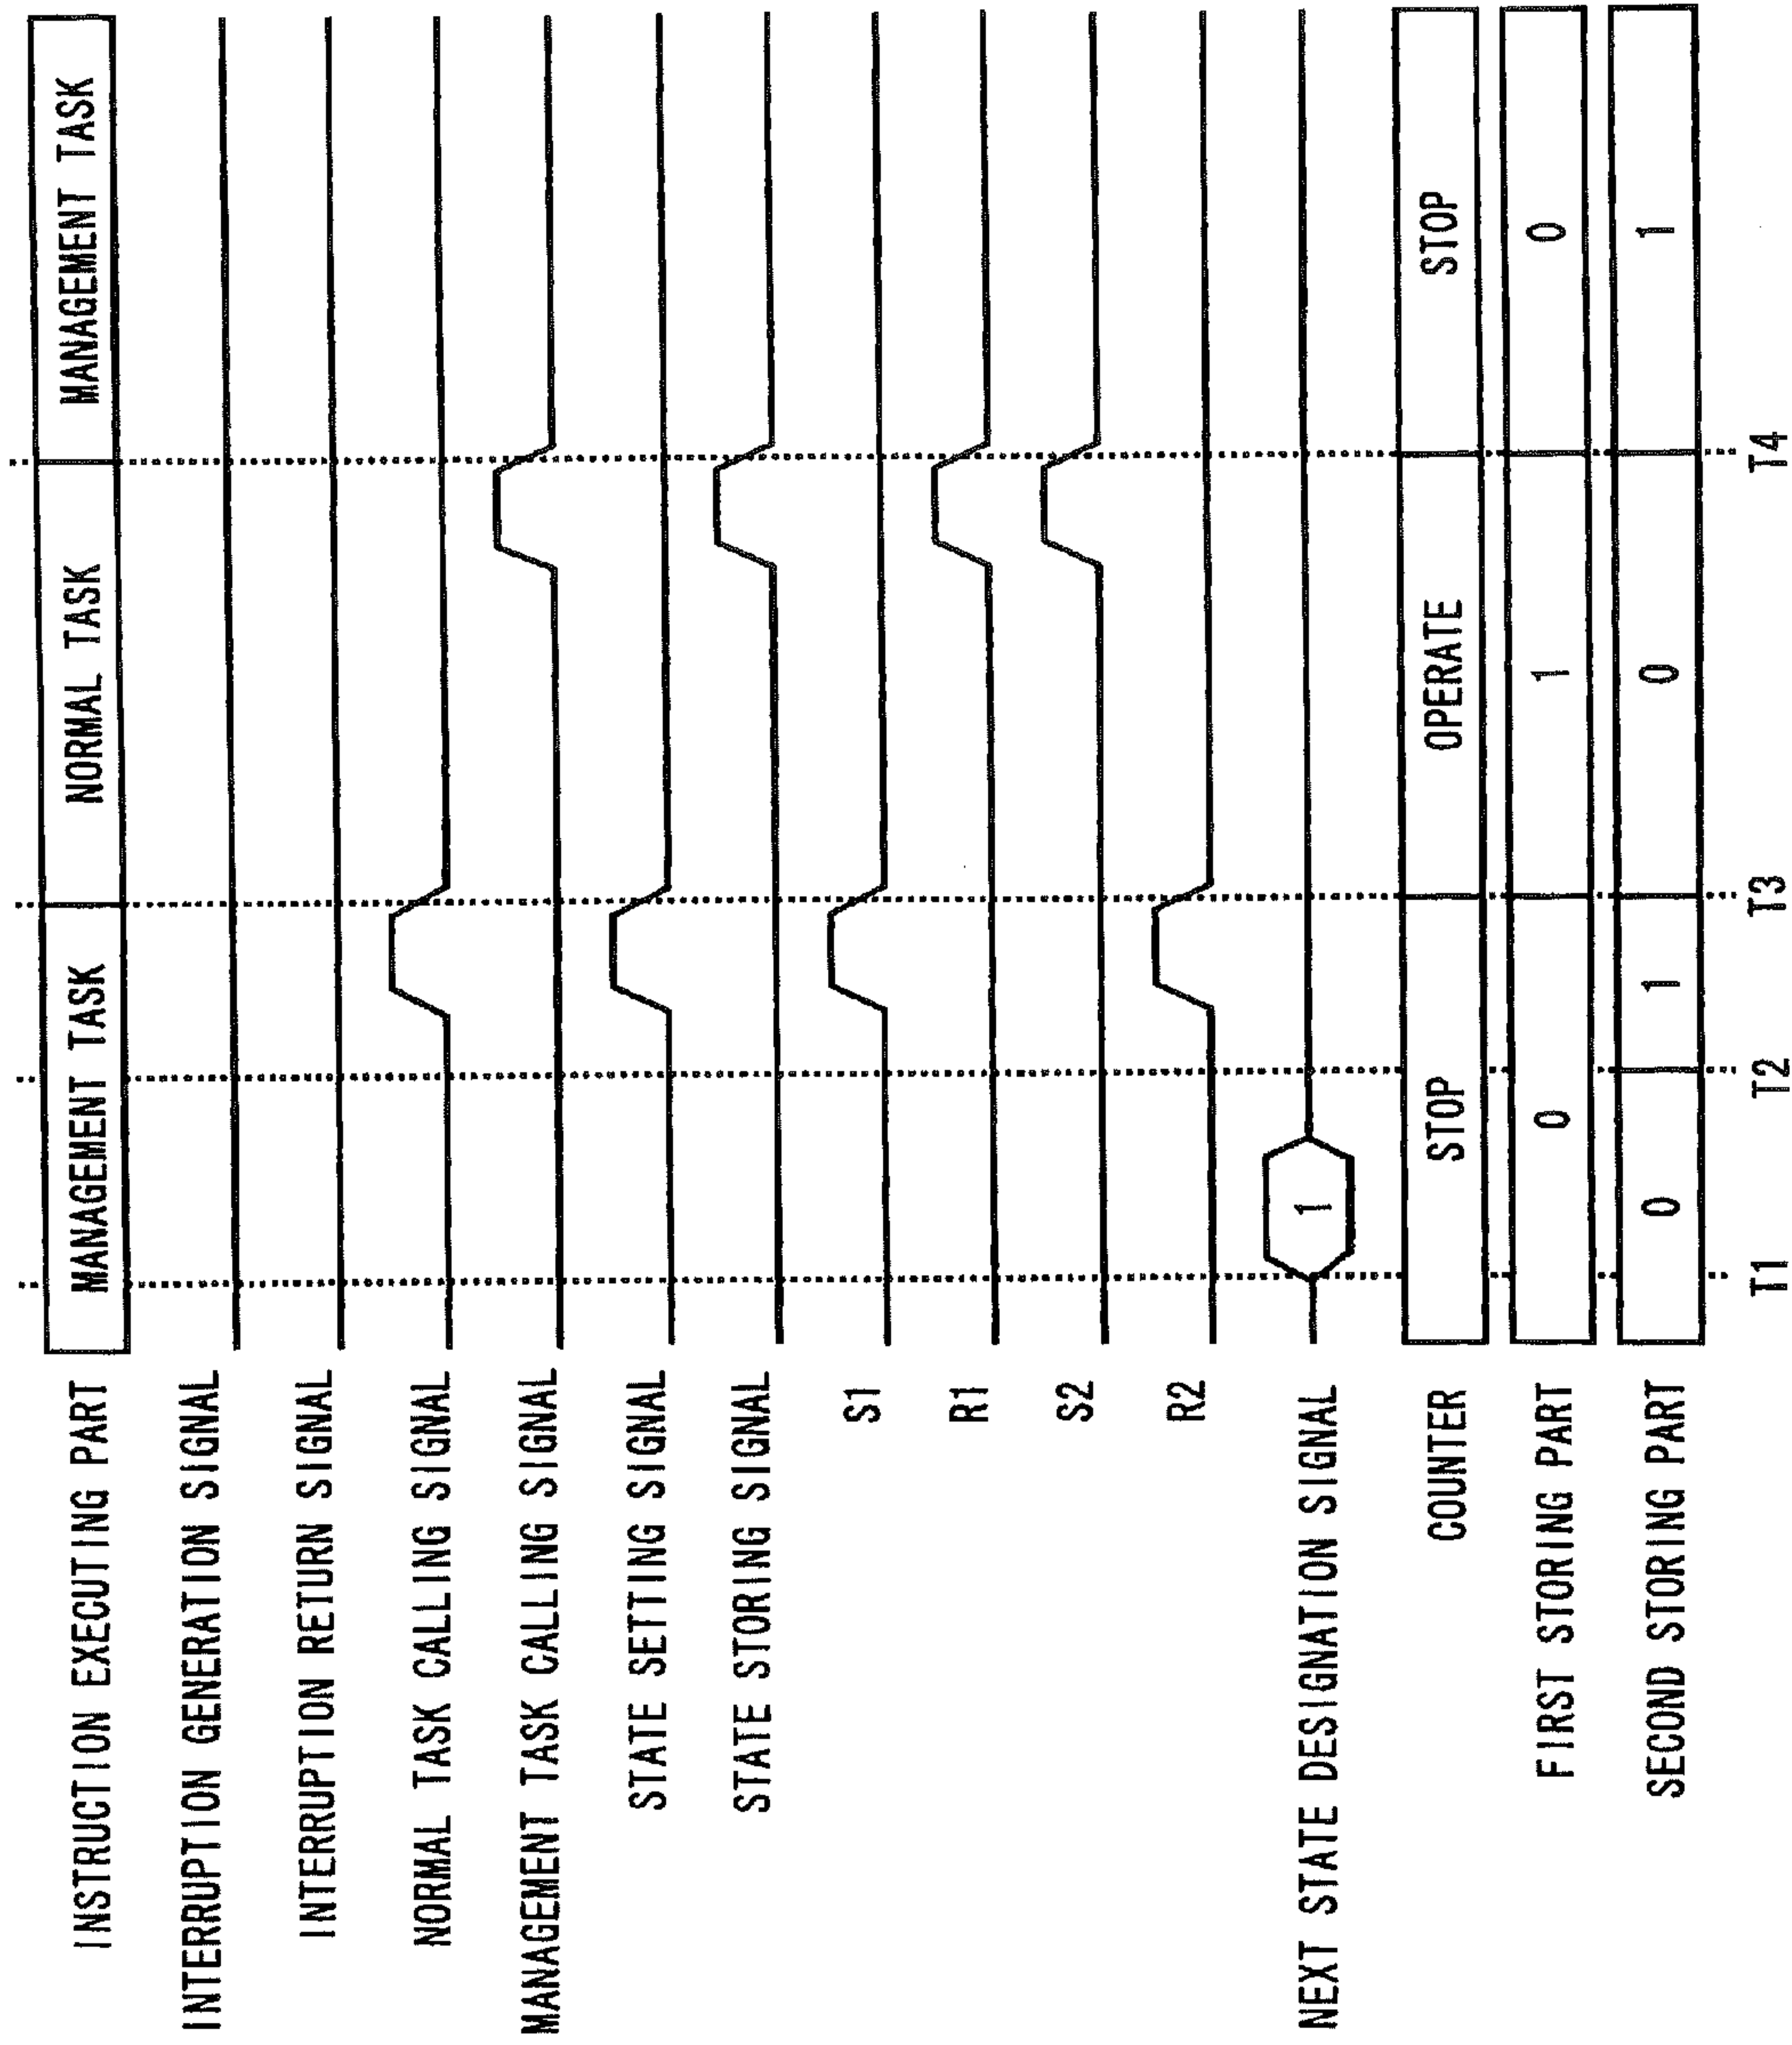 INSTRUCTION EXECUTING PART
MANAGEMENT TASK
NORMAL TASK
MANAGEMENT TASK
INTERRUPTION GENERATION SIGNAL
INTERRUPTION RETURN SIGNAL
NORMAL TASK CALLING SIGNAL
MANAGEMENT TASK CALLING SIGNAL
STATE SETTING SIGNAL
STATE STORING SIGNAL
S1
R1
S2
R2
NEXT STATE DESIGNATION SIGNAL
1
COUNTER
STOP
OPERATE
STOP
FIRST STORING PART
0
1
0
SECOND STORING PART
0
1
0
1
T1
T2
T3
T4